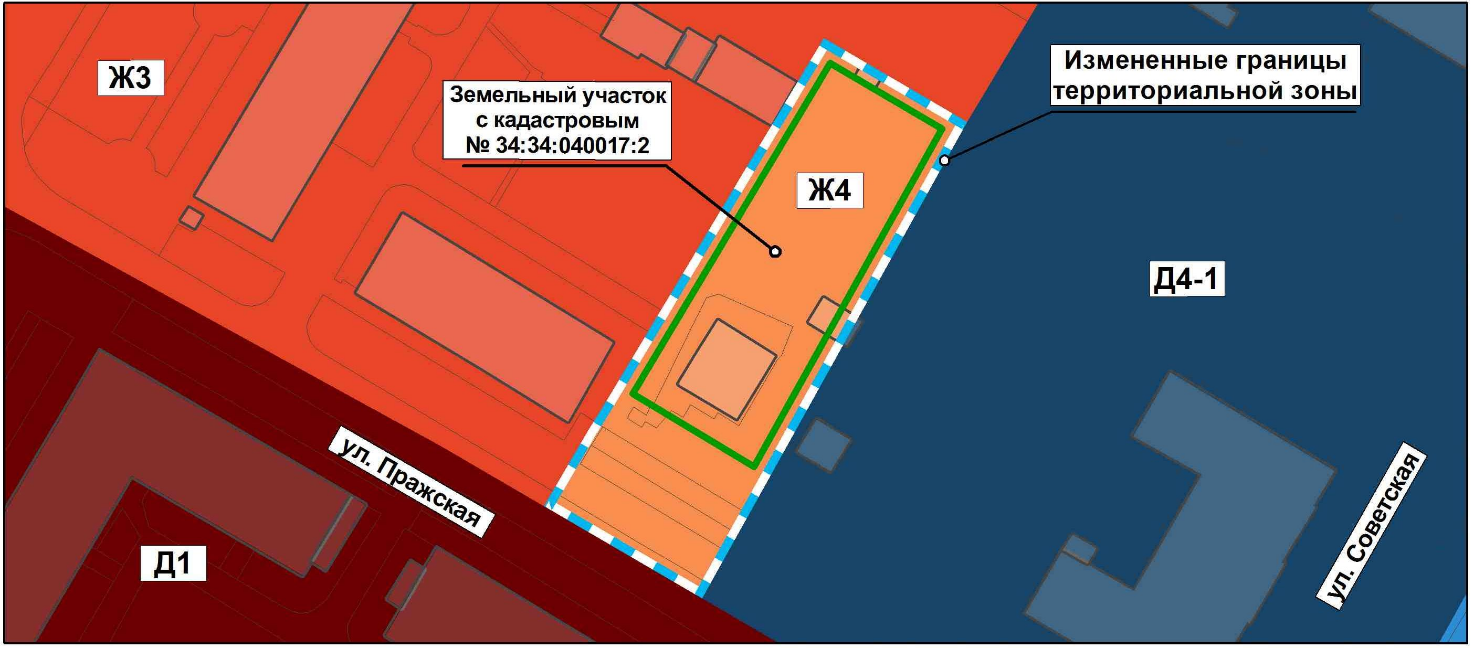 Ж3
Земельный участок
с кадастровым
№ 34:34:040017:2
Измененные границы
территориальной зоны
Ж4
Д4-1
ул. Пражская
ул. Советская
Д1